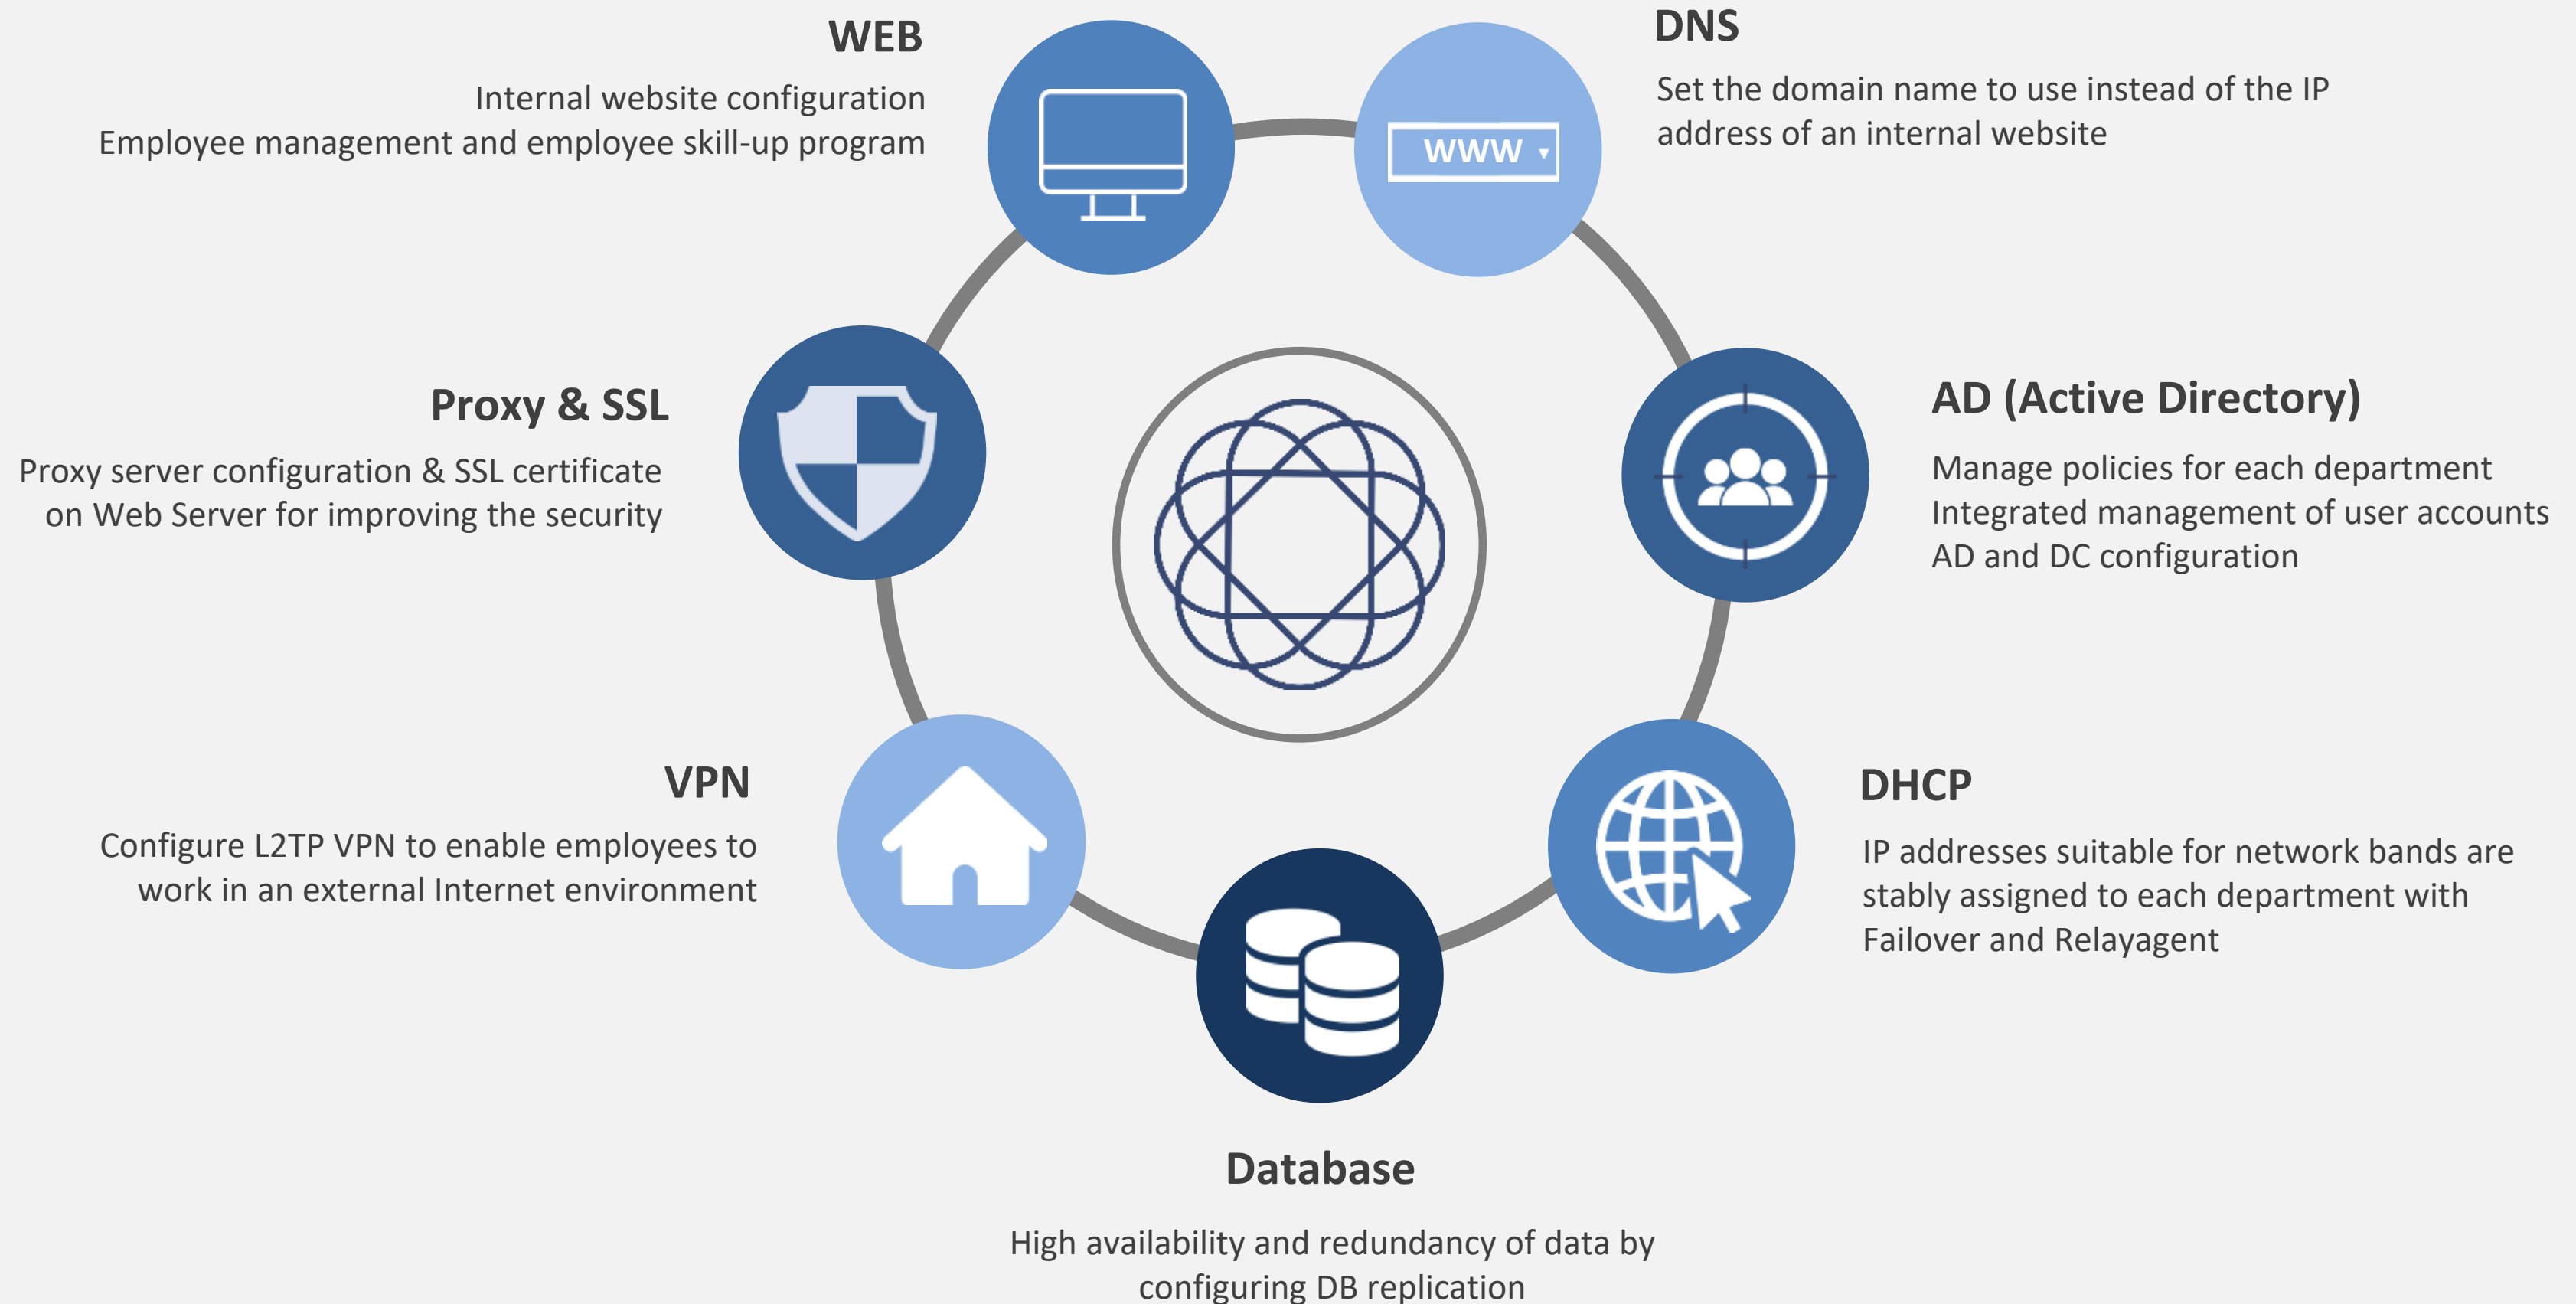 WEB
Internal website configuration
Employee management and employee skill-up program
DNS
Set the domain name to use instead of the IP
address of an internal website
WWW
Proxy & SSL
Proxy server configuration & SSL certificate
on Web Server for improving the security
AD (Active Directory)
Manage policies for each department
Integrated management of user accounts
AD and DC configuration
VPN
Configure L2TP VPN to enable employees to
work in an external Internet environment
DHCP
IP addresses suitable for network bands are
stably assigned to each department with
Failover and Relayagent
Database
High availability and redundancy of data by
configuring DB replication